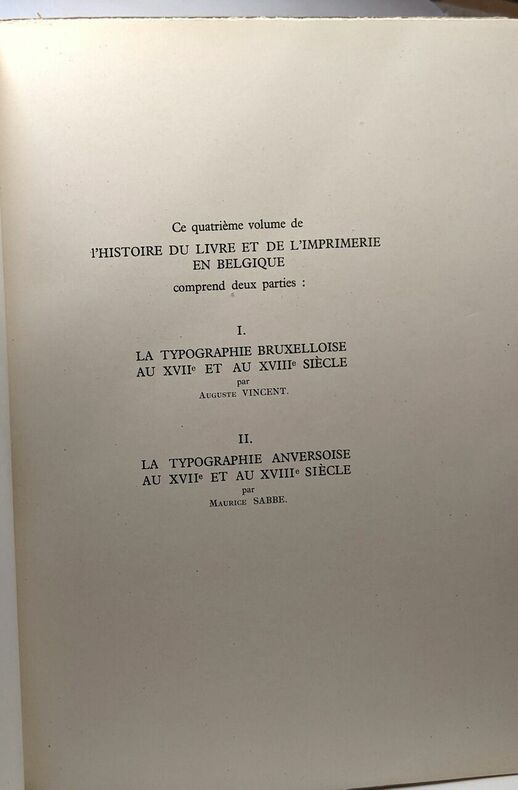 Ce quatrième volume de
l'HISTOIRE DU LIVRE ET DE L'IMPRIMERIE
EN BELGIQUE
comprend deux parties :
I.
LA TYPOGRAPHIE BRUXELLOISE
AU XVIIe ET AU XVIIIe SIÈCLE
par
Auguste VINCENT.
II.
LA TYPOGRAPHIE ANVERSOISE
AU XVIIe ET AU XVIIIe SIÈCLE
par
Maurice SABBE.